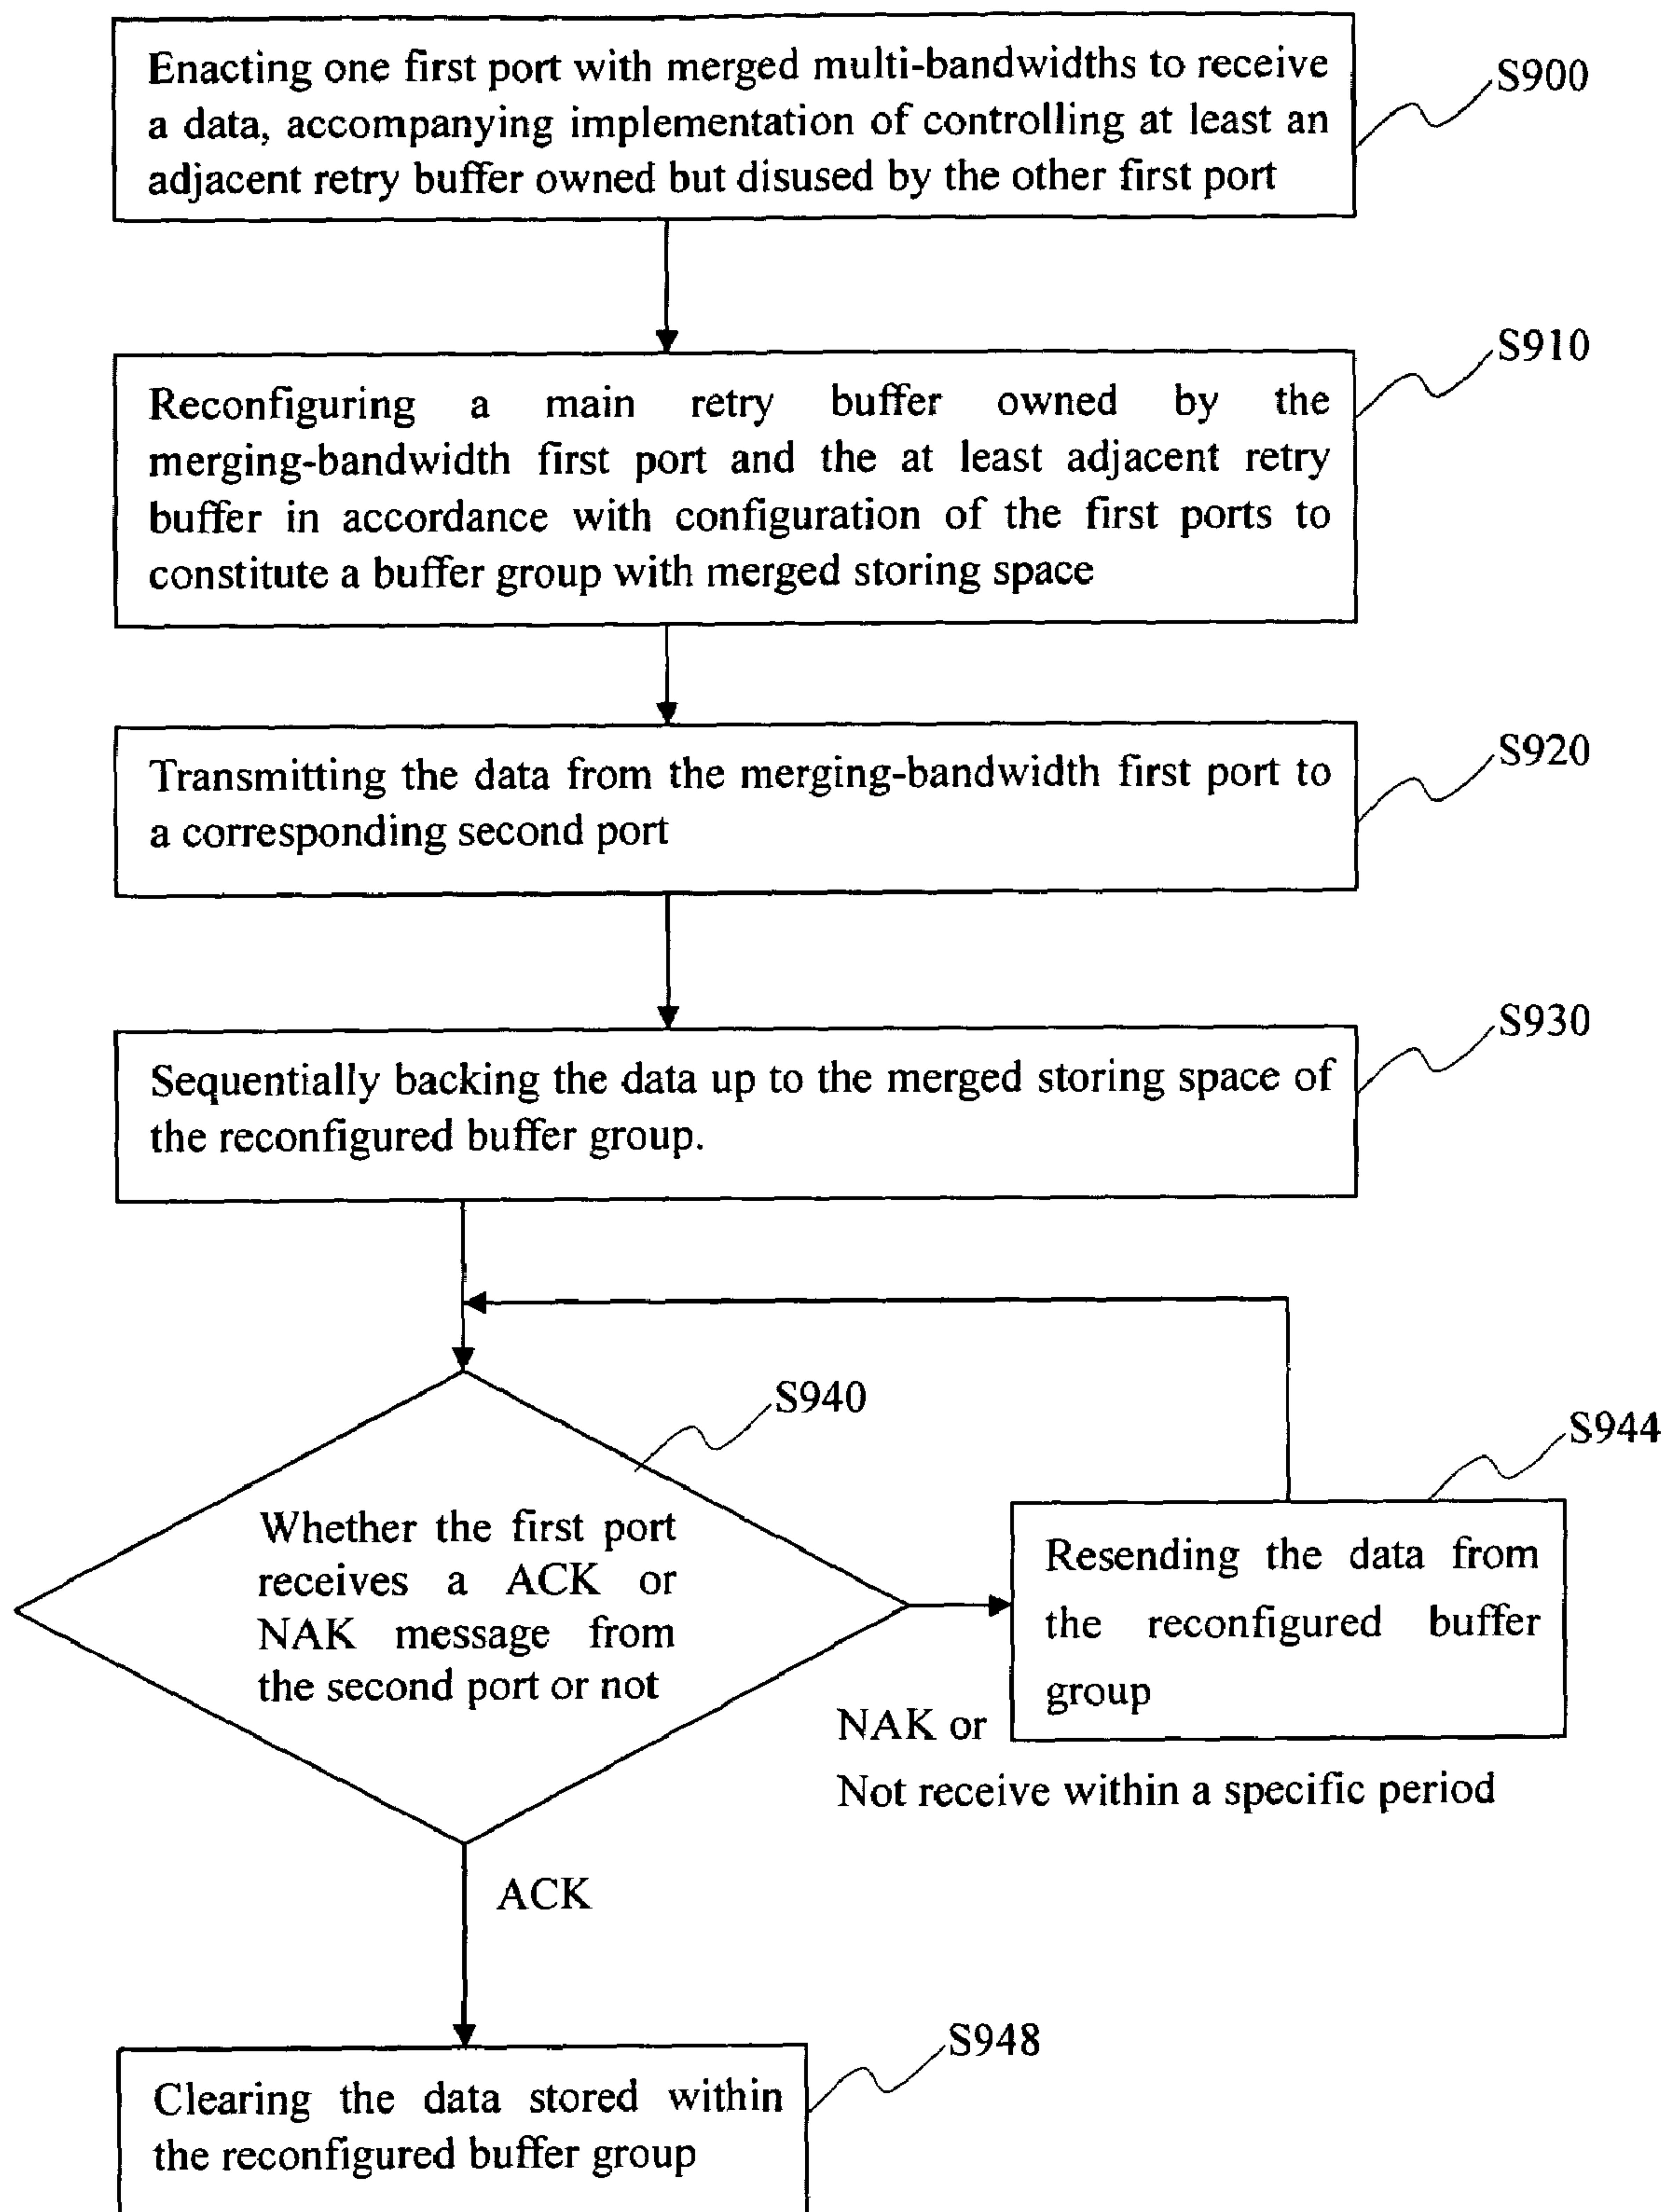 Enacting one first port with merged multi-bandwidths to receive
a data, accompanying implementation of controlling at least an
adjacent retry buffer owned but disused by the other first port
S900
Reconfiguring a main retry buffer owned by the
merging-bandwidth first port and the at least adjacent retry
buffer in accordance with configuration of the first ports to
constitute a buffer group with merged storing space
S910
Transmitting the data from the merging-bandwidth first port to
a corresponding second port
S920
Sequentially backing the data up to the merged storing space of
the reconfigured buffer group.
S930
Whether the first port
receives a ACK or
NAK message from
the second port or not
S940
Resending the data from
the reconfigured buffer
group
S944
NAK or
Not receive within a specific period
ACK
Clearing the data stored within
the reconfigured buffer group
S948